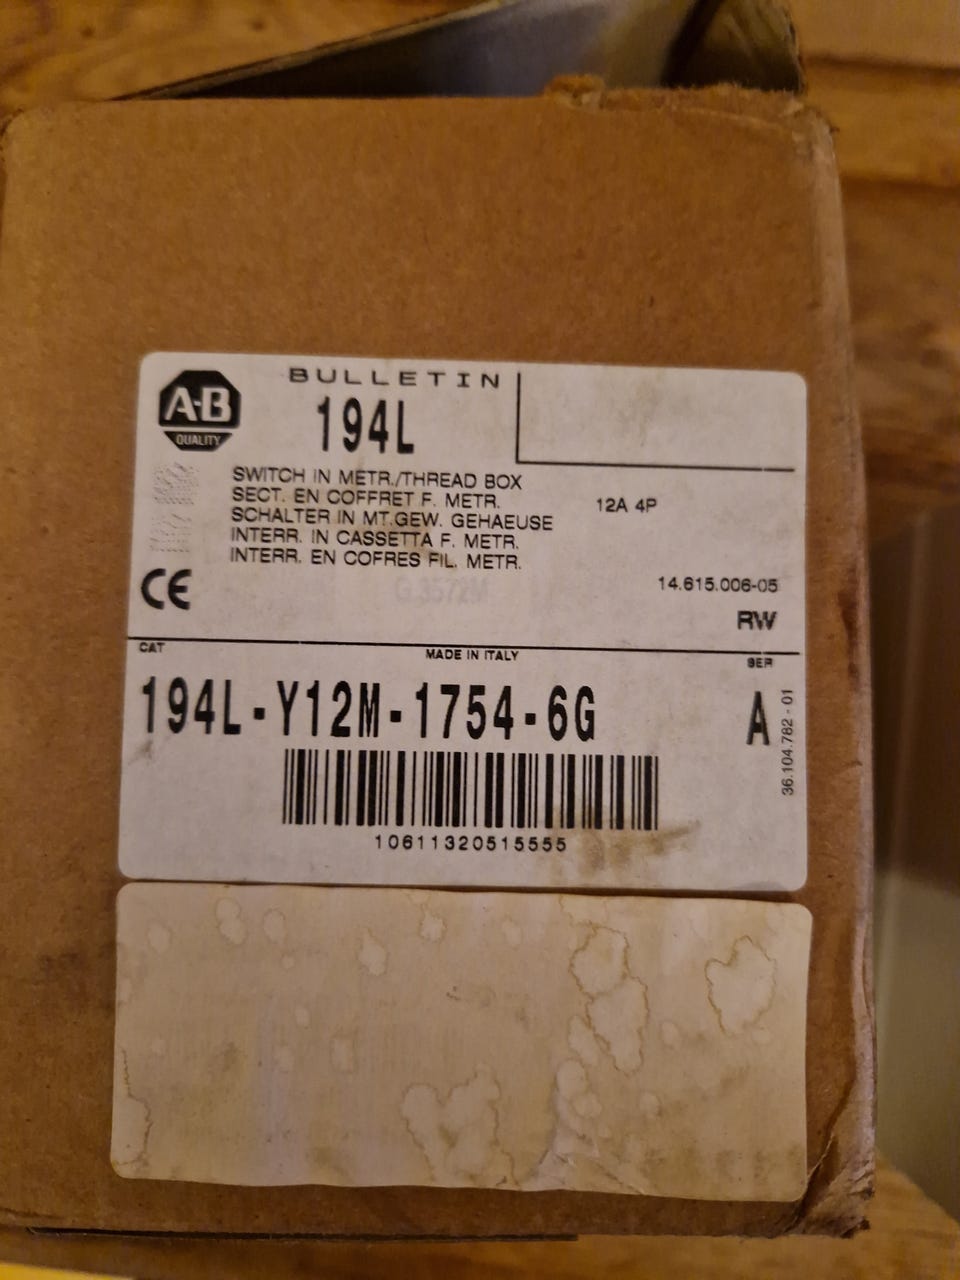 BULLETIN
A-B
QUALITY
194L
SWITCH IN METR./THREAD BOX
SECT. EN COFFRET F. METR.
12A 4P
SCHALTER IN MT.GEW. GEHAEUSE
INTERR. IN CASSETTA F. METR.
INTERR. EN COFRES FIL. METR.
CE
G 3572M
14.615.006-05
RW
CAT
MADE IN ITALY
SER
194L-Y12M-1754-6G
A
36.104.782-01
10611320515555